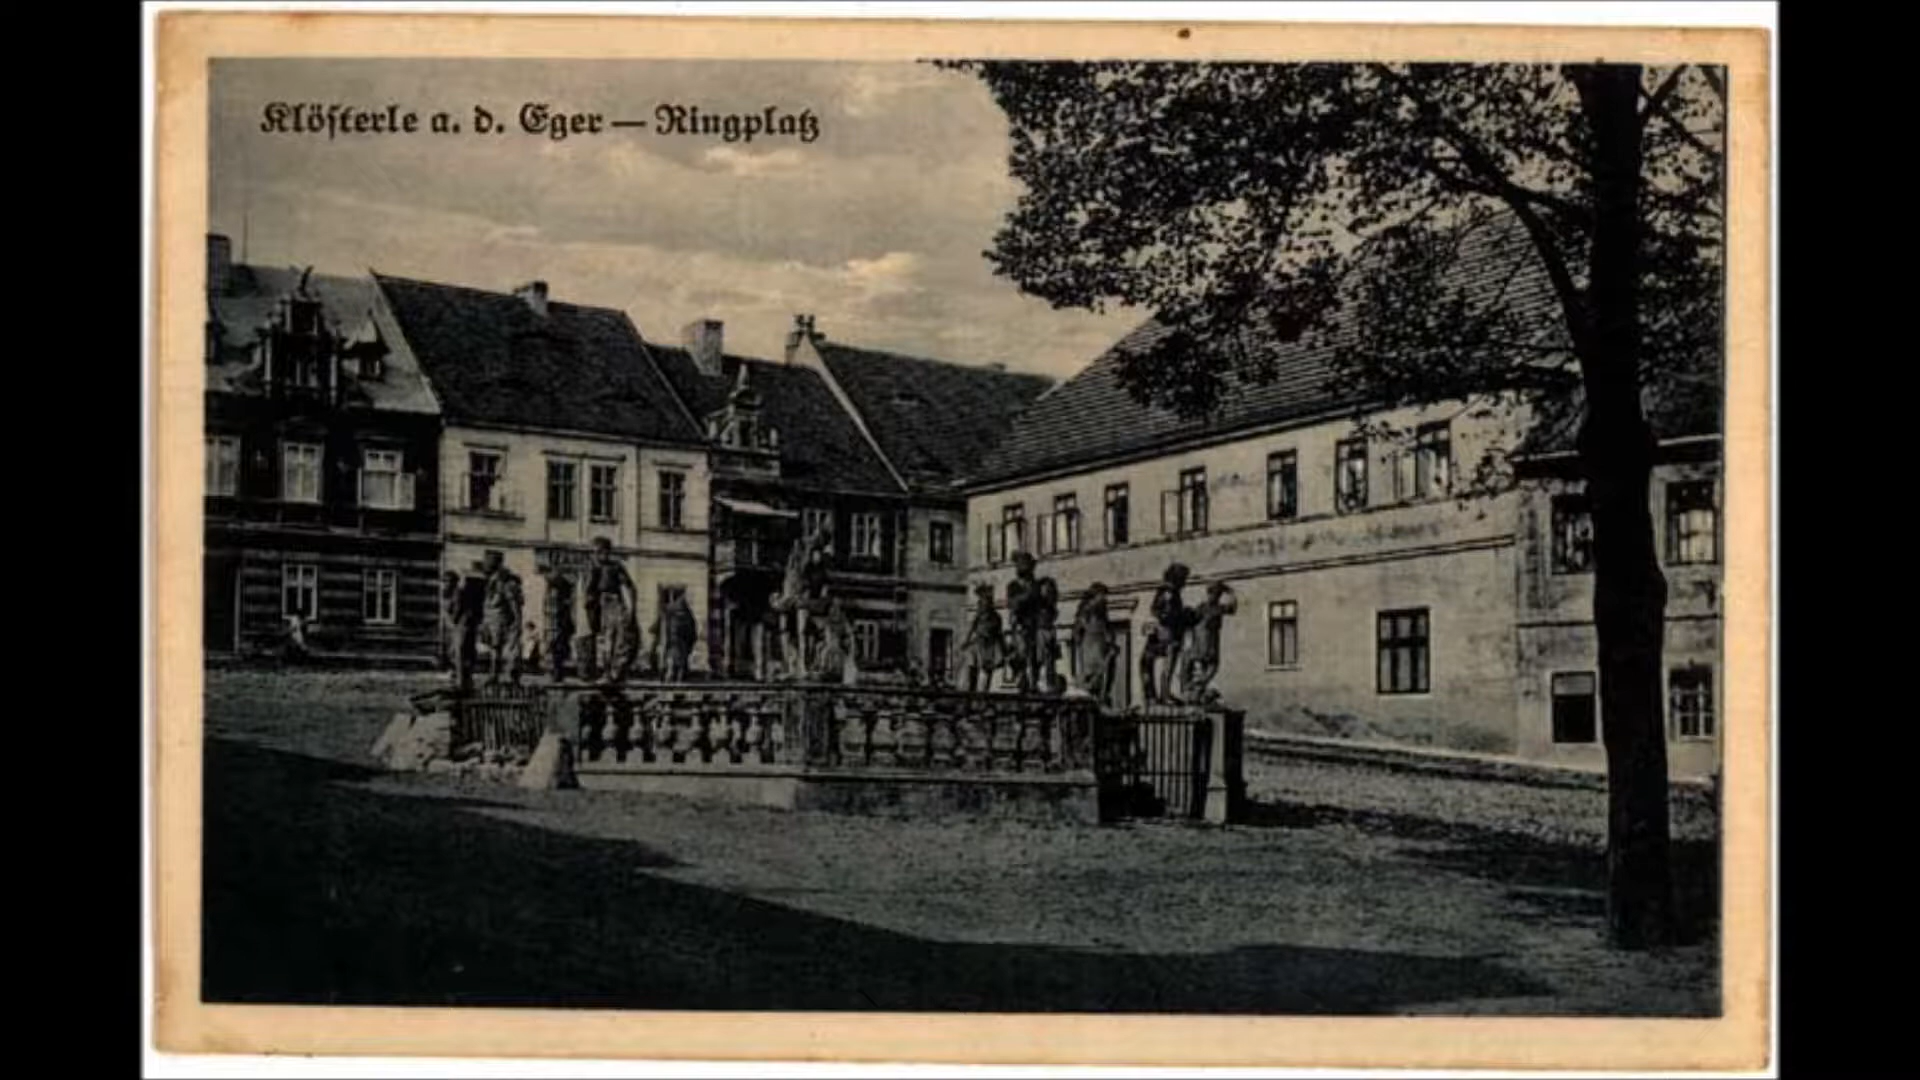 Klösterle a. d. Eger — Ringplatz